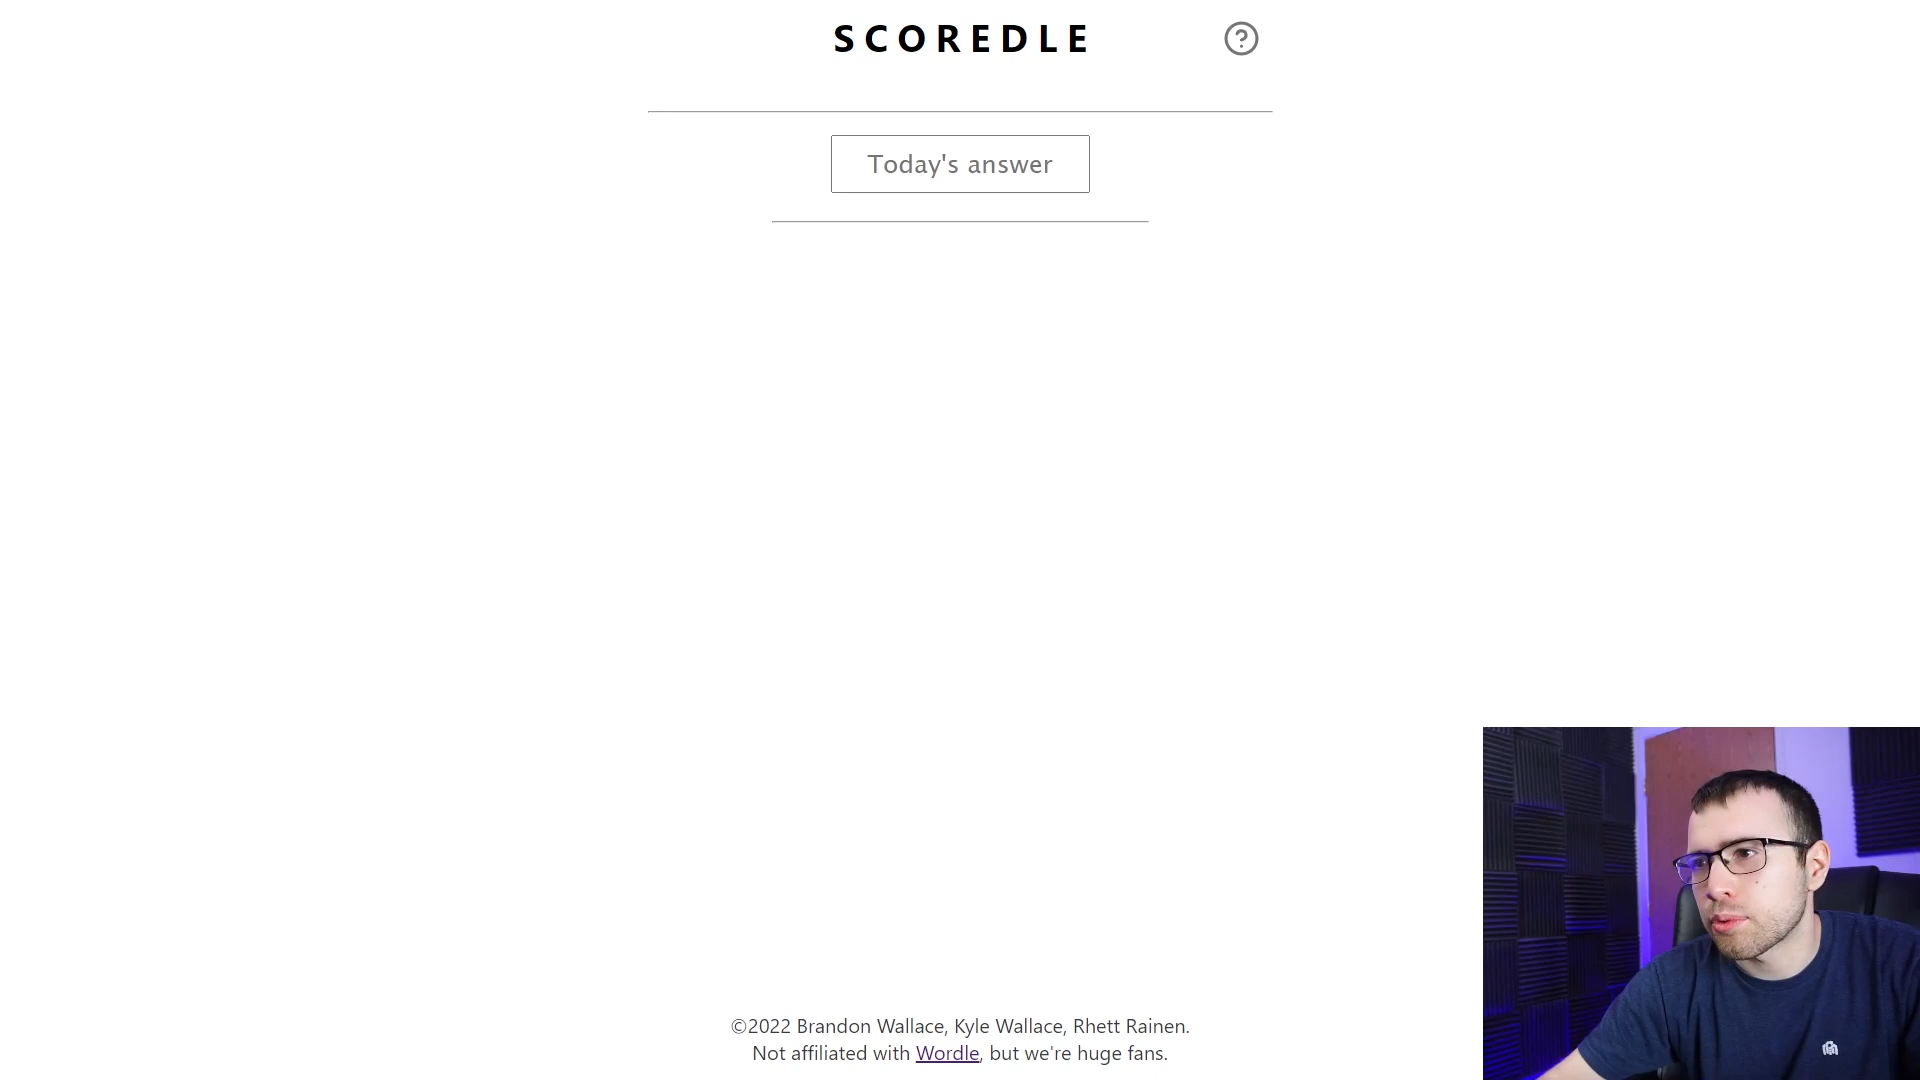 SCOREDLE
Today's answer
©2022 Brandon Wallace, Kyle Wallace, Rhett Rainen.
Not affiliated with Wordle, but we're huge fans.